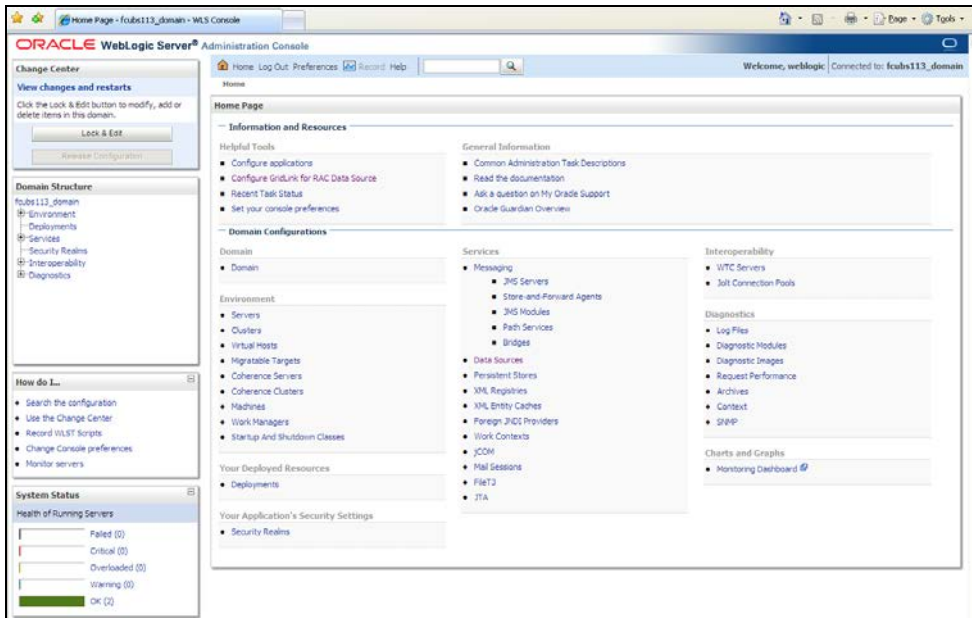 Home Page - fcubs113_domain - WLS Console
Page
Tools
ORACLE WebLogic Server® Administration Console
Change Center
View changes and restarts
Click the Lock & Edit button to modify, add or
delete items in this domain.
Lock & Edit
Release Configuration
Domain Structure
fcubs113_domain
Environment
Deployments
Services
Security Realms
Interoperability
Diagnostics
How do I...
Search the configuration
Use the Change Center
Record WLST Scripts
Change Console preferences
Monitor servers
System Status
Health of Running Servers
Failed (0)
Critical (0)
Overloaded (0)
Warning (0)
OK (2)
Home Log Out Preferences Record Help
Welcome, weblogic Connected to: fcubs113_domain
Home
Home Page
Information and Resources
Helpful Tools
Configure applications
Configure GridLink for RAC Data Source
Recent Task Status
Set your console preferences
General Information
Common Administration Task Descriptions
Read the documentation
Ask a question on My Oracle Support
Oracle Guardian Overview
Domain Configurations
Domain
Domain
Environment
Servers
Clusters
Virtual Hosts
Migratable Targets
Coherence Servers
Coherence Clusters
Machines
Work Managers
Startup And Shutdown Classes
Your Deployed Resources
Deployments
Your Application's Security Settings
Security Realms
Services
Messaging
JMS Servers
Store-and-Forward Agents
JMS Modules
Path Services
Bridges
Data Sources
Persistent Stores
XML Registries
XML Entity Caches
Foreign JNDI Providers
Work Contexts
jCOM
Mail Sessions
FileT3
JTA
Interoperability
WTC Servers
Jolt Connection Pools
Diagnostics
Log Files
Diagnostic Modules
Diagnostic Images
Request Performance
Archives
Context
SNMP
Charts and Graphs
Monitoring Dashboard